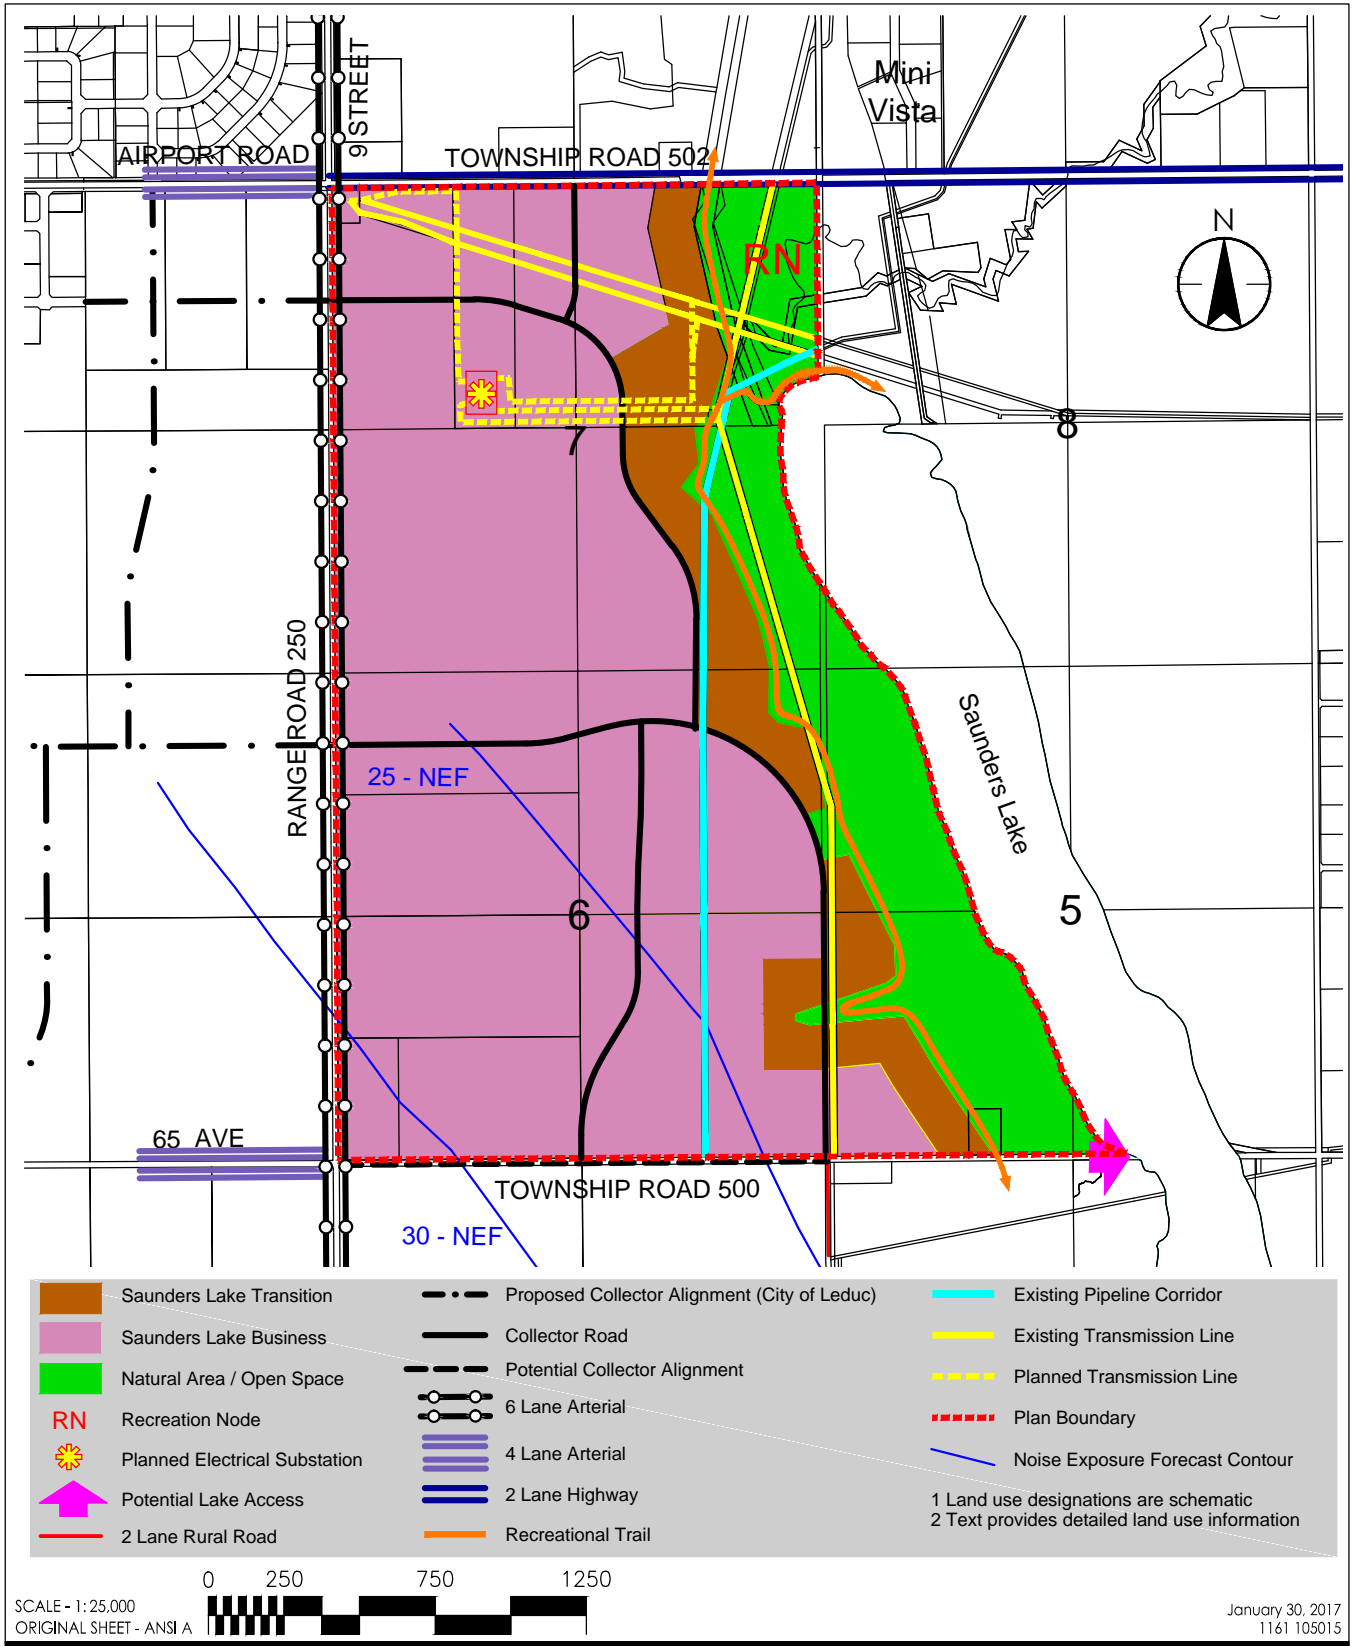 Mini
Vista
9 STREET
AIRPORT ROAD
TOWNSHIP ROAD 502
N
RN
7
8
RANGE ROAD 250
Saunders Lake
25 - NEF
6
5
65 AVE
TOWNSHIP ROAD 500
30 - NEF
Saunders Lake Transition
Saunders Lake Business
Natural Area / Open Space
RN Recreation Node
Planned Electrical Substation
Potential Lake Access
2 Lane Rural Road
Proposed Collector Alignment (City of Leduc)
Collector Road
Potential Collector Alignment
6 Lane Arterial
4 Lane Arterial
2 Lane Highway
Recreational Trail
Existing Pipeline Corridor
Existing Transmission Line
Planned Transmission Line
Plan Boundary
Noise Exposure Forecast Contour
1 Land use designations are schematic
2 Text provides detailed land use information
0 250 750 1250
SCALE - 1:25,000
ORIGINAL SHEET - ANSI A
January 30, 2017
1161 105015